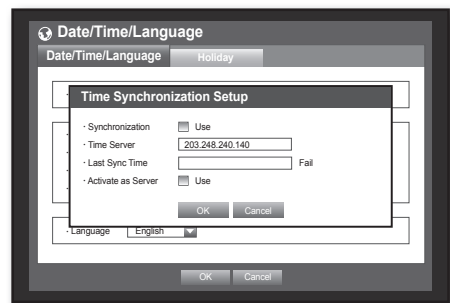 Date/Time/Language
Date/Time/Language Holiday
Time Synchronization Setup
· Synchronization Use
· Time Server 203.248.240.140
· Last Sync Time Fail
· Activate as Server Use
OK Cancel
· Language English
OK Cancel